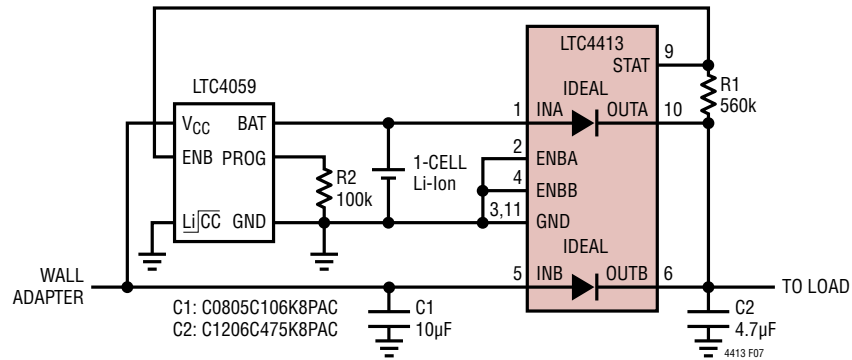 LTC4413
9
STAT
LTC4059
IDEAL
R1
560k
VCC BAT
1 INA OUTA 10
ENB PROG
2 ENBA
1-CELL
Li-Ion
R2
100k
4 ENBB
3,11 GND
Li CC GND
IDEAL
WALL
ADAPTER
5 INB OUTB 6
TO LOAD
C1: C0805C106K8PAC
C2: C1206C475K8PAC
C1
10µF
C2
4.7µF
4413 F07